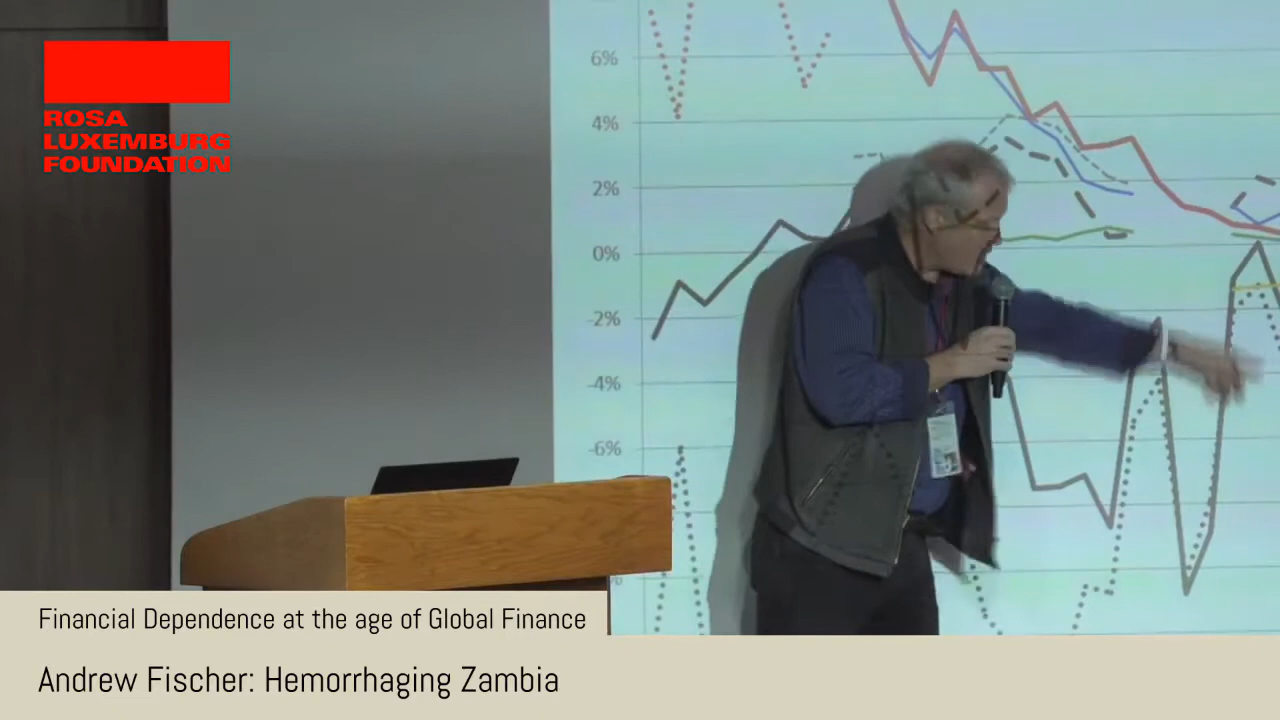 ROSA
LUXEMBURG
FOUNDATION
6%
4%
2%
0%
-2%
-4%
-6%
Financial Dependence at the age of Global Finance
Andrew Fischer: Hemorrhaging Zambia